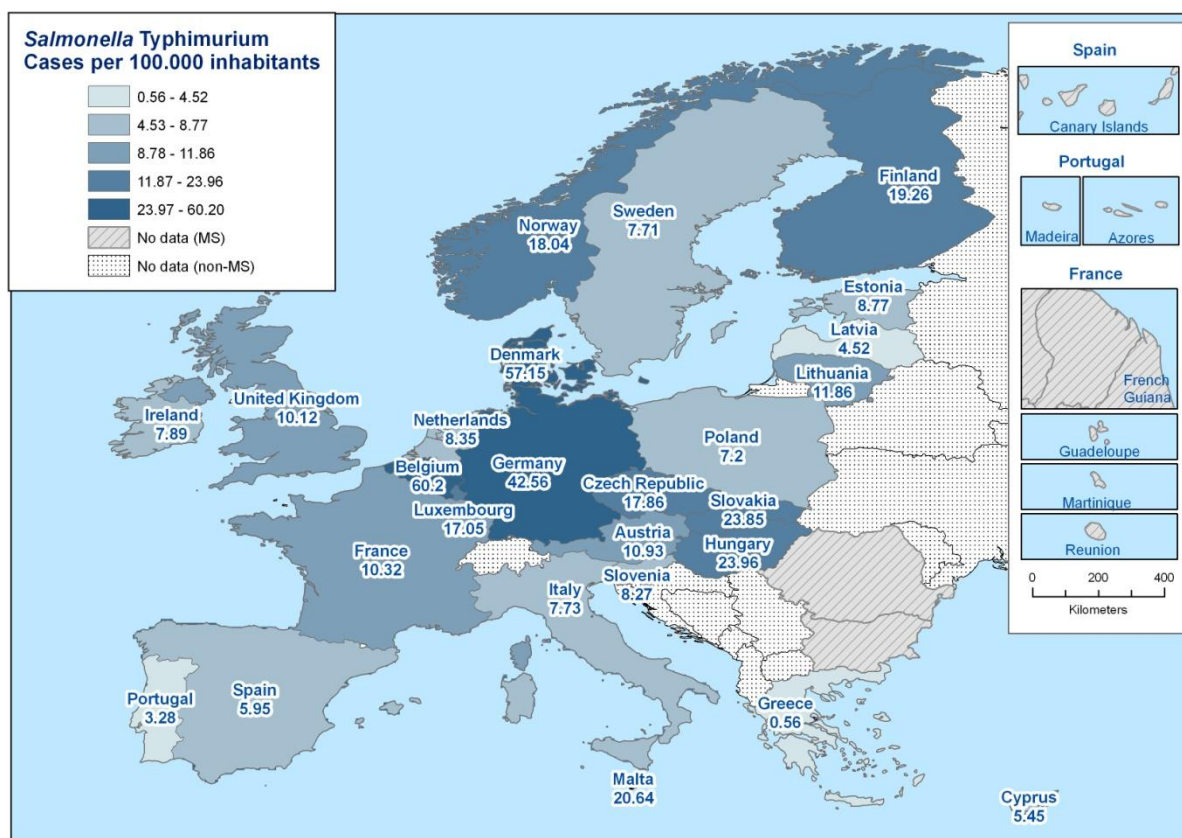 Salmonella Typhimurium
Cases per 100.000 inhabitants
0.56 - 4.52
4.53 - 8.77
8.78 - 11.86
11.87 - 23.96
23.97 - 60.20
No data (MS)
No data (non-MS)
Finland
19.26
Sweden
7.71
Norway
18.04
Estonia
8.77
Latvia
4.52
Denmark
57.15
Lithuania
11.86
United Kingdom
10.12
Ireland
7.89
Netherlands
8.35
Poland
7.2
Belgium
60.2
Germany
42.56
Czech Republic
17.86
Slovakia
23.85
Luxembourg
17.05
Austria
10.93
Hungary
23.96
France
10.32
Slovenia
8.27
Italy
7.73
Portugal
3.28
Spain
5.95
Greece
0.56
Malta
20.64
Cyprus
5.45
Spain
Canary Islands
Portugal
Madeira
Azores
France
French
Guiana
Guadeloupe
Martinique
Reunion
0 200 400
Kilometers